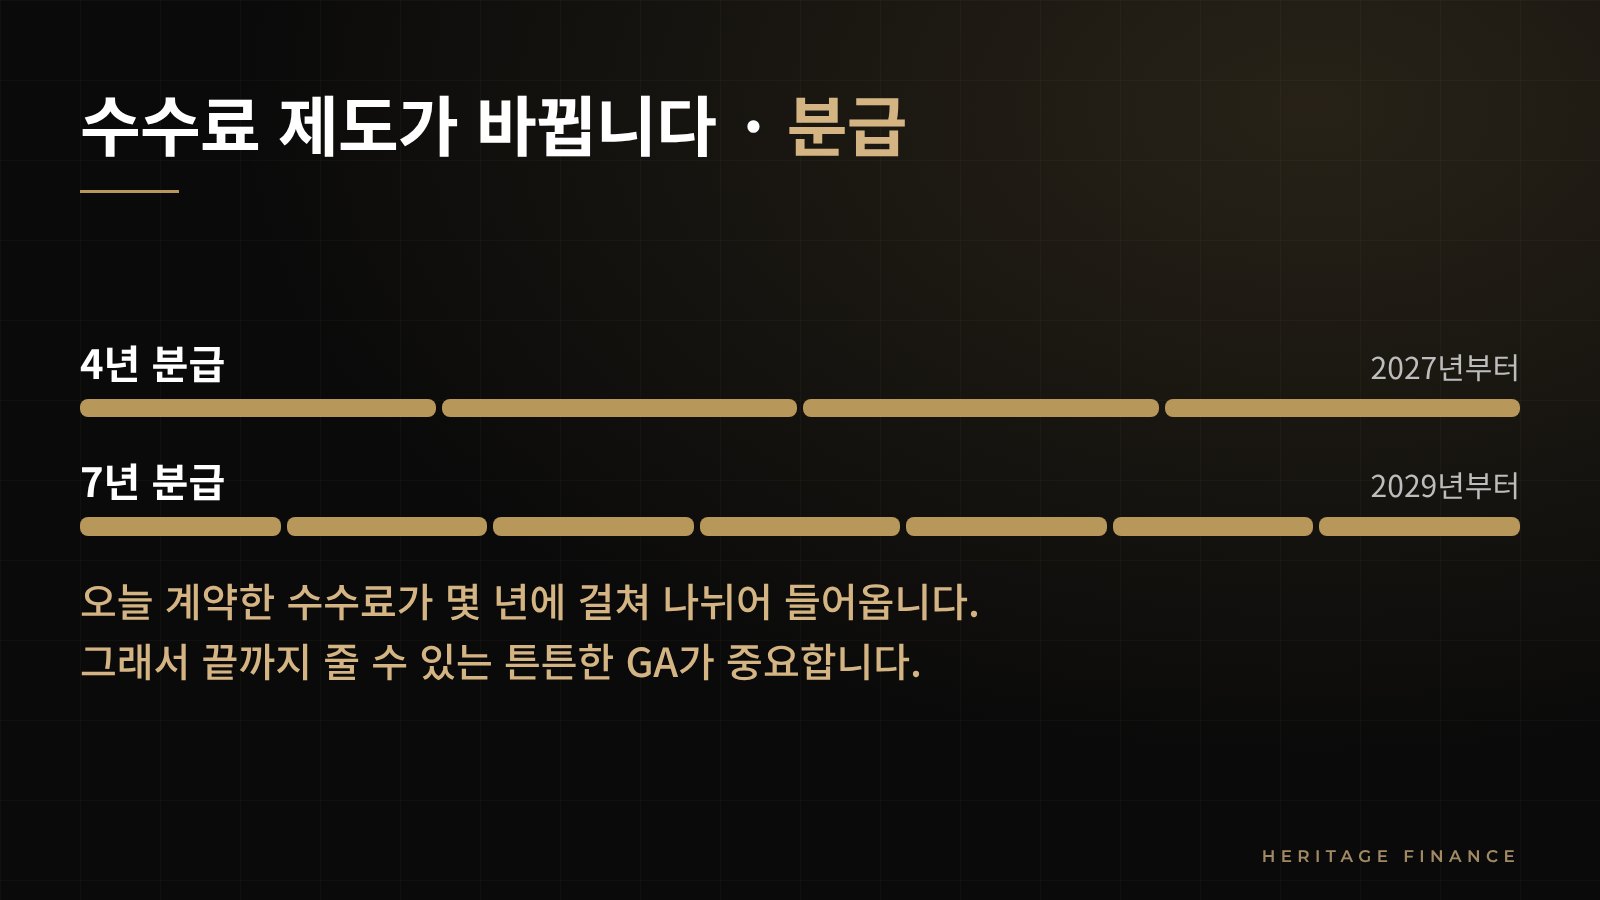 수수료 제도가 바뀝니다 · 분급
4년 분급 2027년부터
7년 분급 2029년부터
오늘 계약한 수수료가 몇 년에 걸쳐 나뉘어 들어옵니다.
그래서 끝까지 줄 수 있는 튼튼한 GA가 중요합니다.
HERITAGE FINANCE